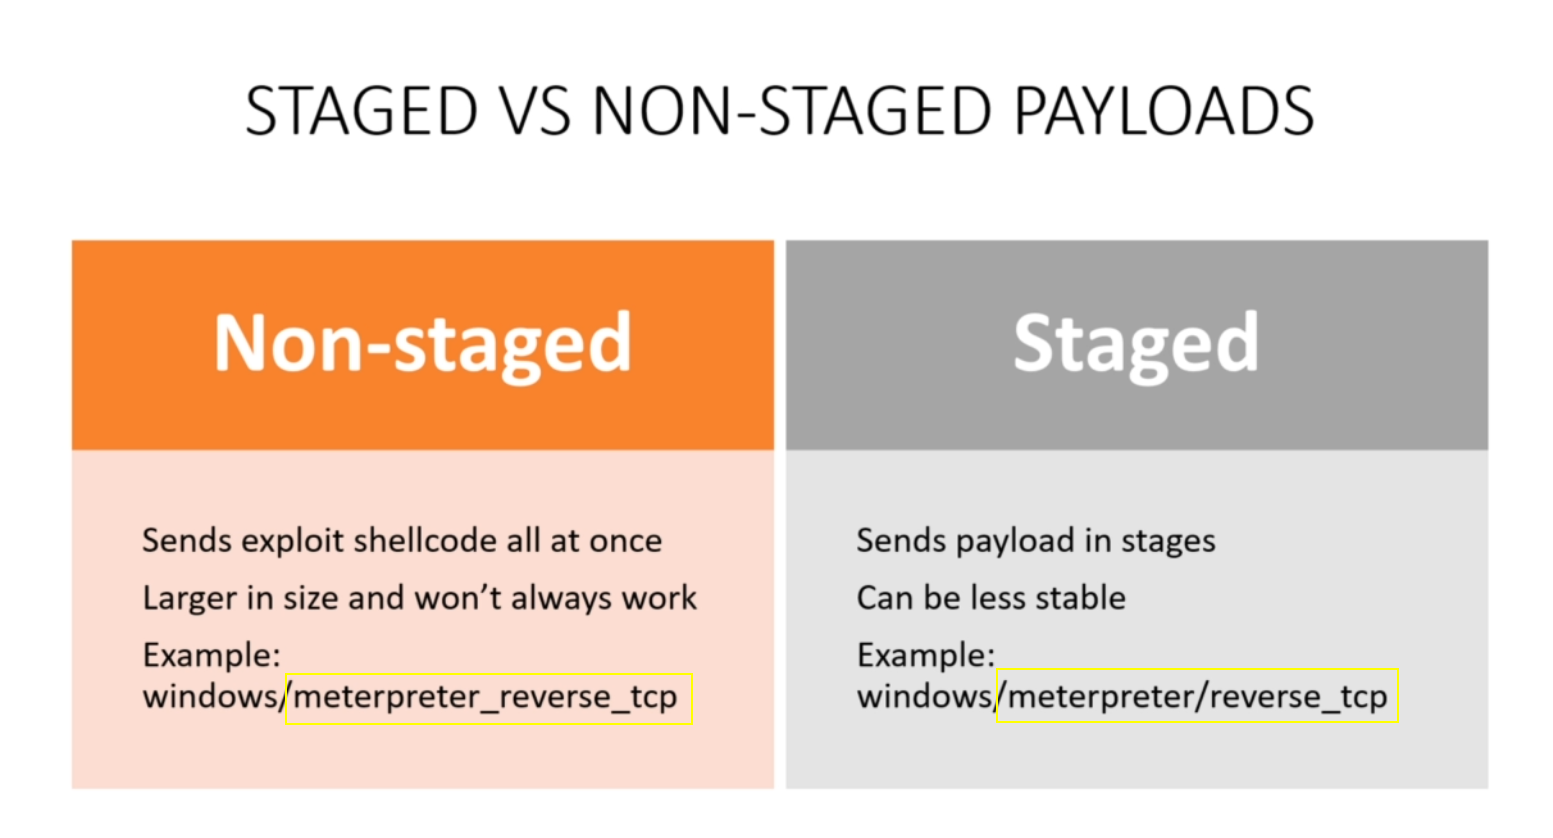 STAGED VS NON-STAGED PAYLOADS
Non-staged
Sends exploit shellcode all at once
Larger in size and won’t always work
Example:
windows/meterpreter_reverse_tcp
Staged
Sends payload in stages
Can be less stable
Example:
windows/meterpreter/reverse_tcp